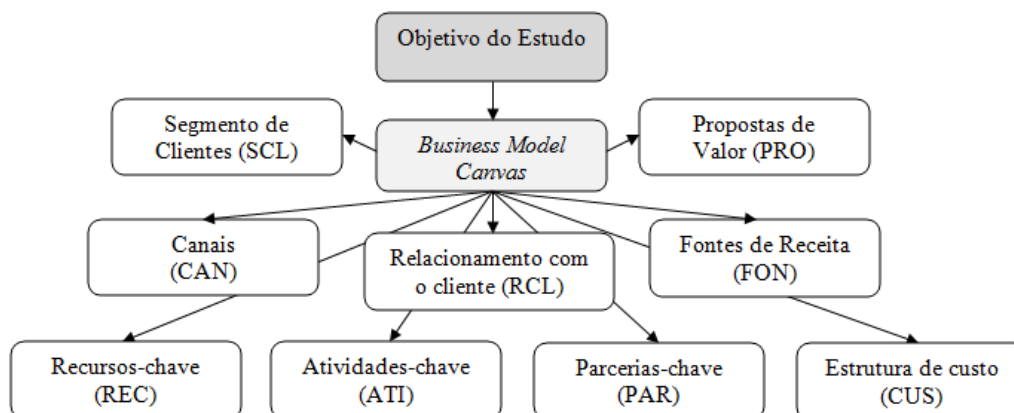 Objetivo do Estudo
Segmento de
Clientes (SCL)
Business Model
Canvas
Propostas de
Valor (PRO)
Canais
(CAN)
Relacionamento com
o cliente (RCL)
Fontes de Receita
(FON)
Recursos-chave
(REC)
Atividades-chave
(ATI)
Parcerias-chave
(PAR)
Estrutura de custo
(CUS)